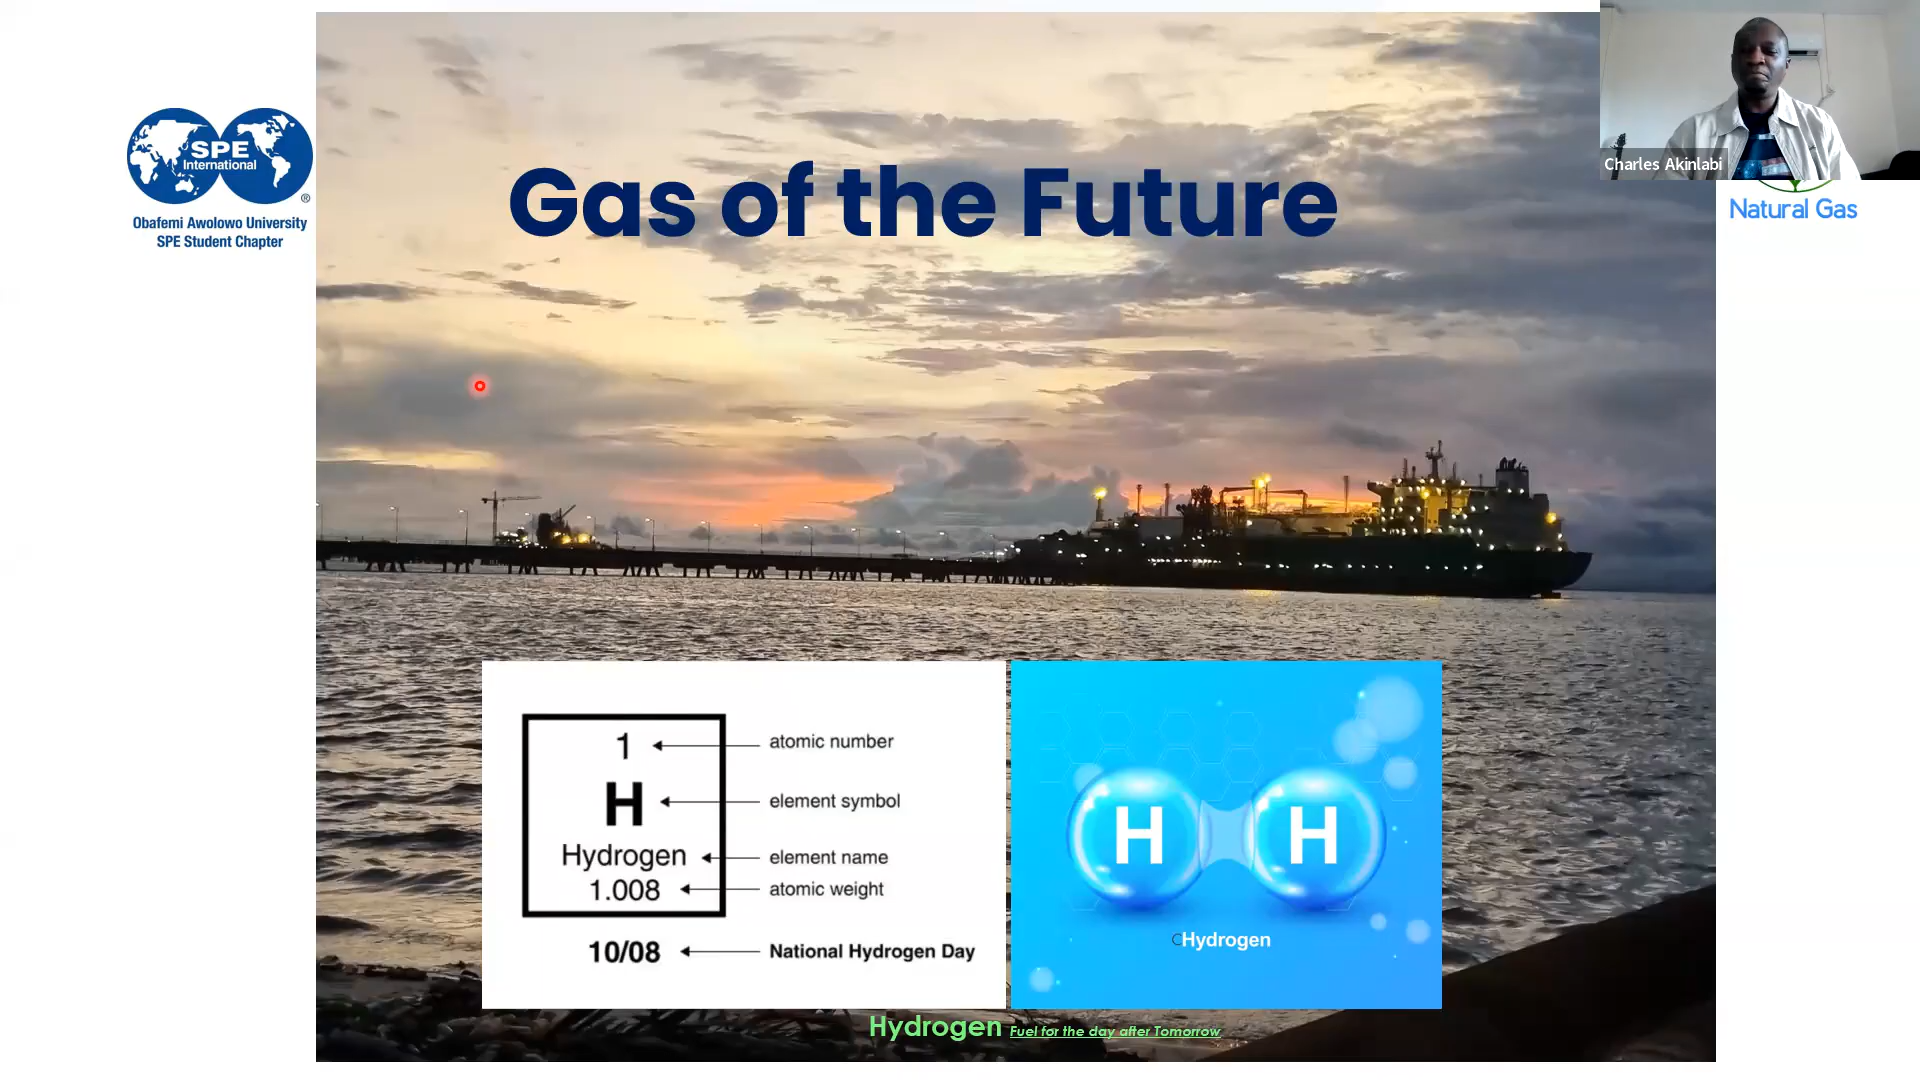 SPE
International
®
Obafemi Awolowo University
SPE Student Chapter
Gas of the Future
Charles Akinlabi
Natural Gas
1
atomic number
H
element symbol
Hydrogen
element name
1.008
atomic weight
10/08
National Hydrogen Day
H
H
Hydrogen
Hydrogen Fuel for the day after Tomorrow